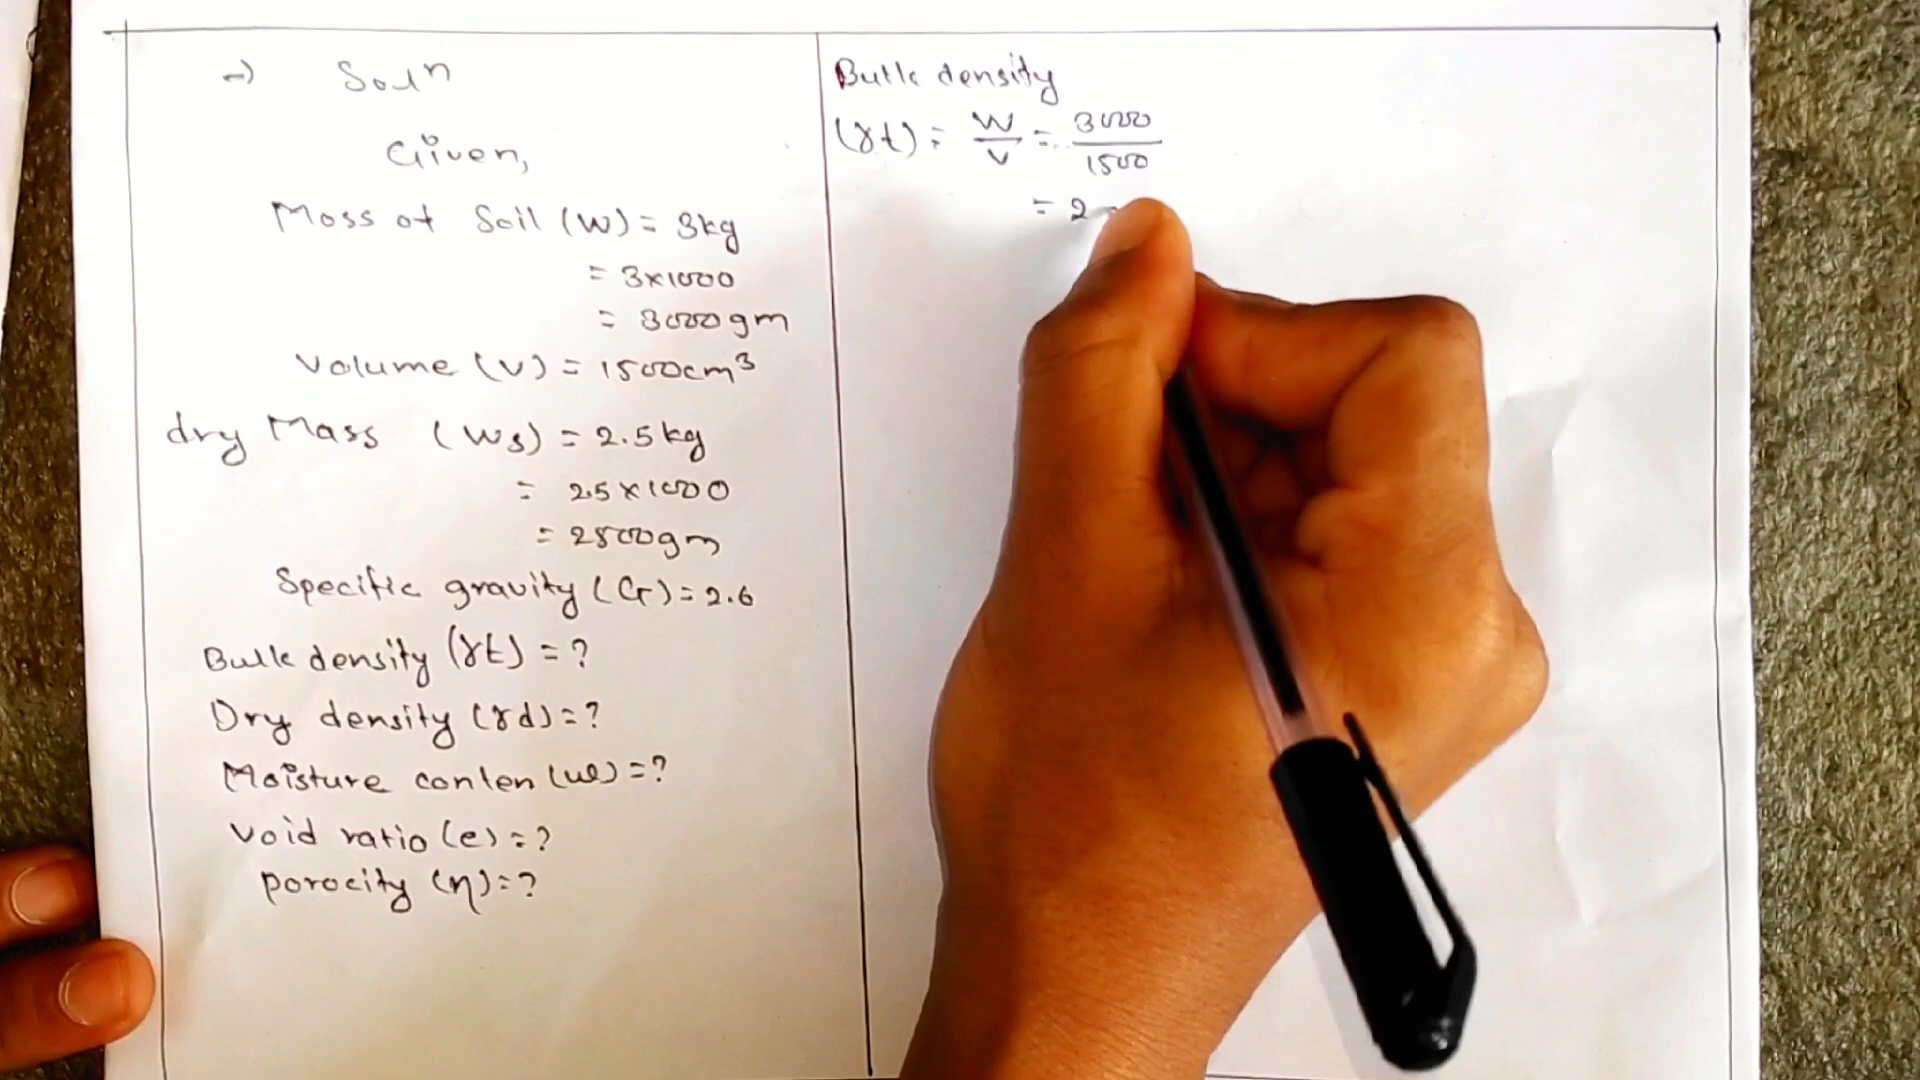 → Solⁿ
Given,
Moss of Soil (W) = 3kg
= 3×1000
= 3000gm
Volume (V) = 1500cm³
dry Mass (Ws) = 2.5kg
= 2.5×1000
= 2500gm
Specific gravity (G) = 2.6
Bulk density (γt) = ?
Dry density (γd) = ?
Moisture conten (w) = ?
Void ratio (e) = ?
porocity (η) = ?
Bulk density
(γt) = W/V = 3000/1500
= 2